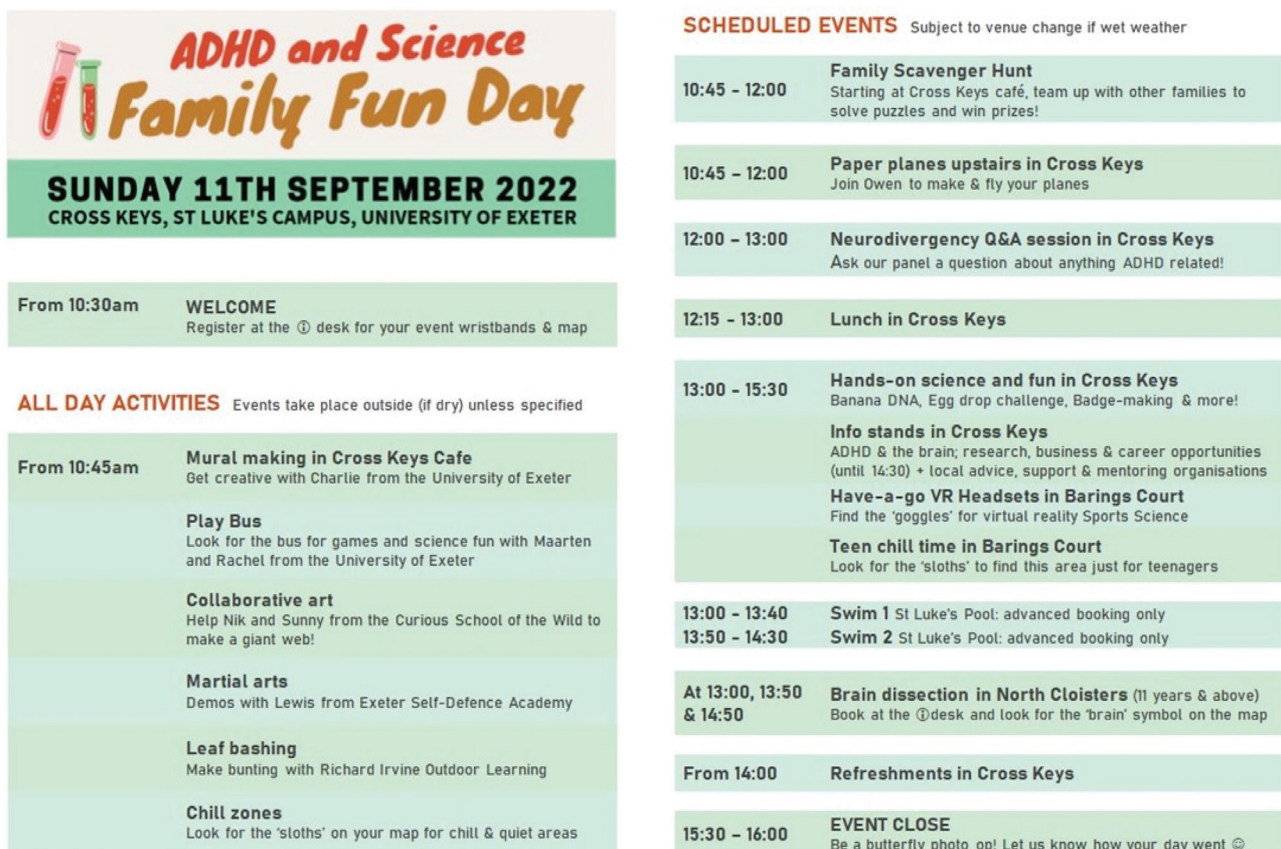 ADHD and Science
Family Fun Day
SUNDAY 11TH SEPTEMBER 2022
CROSS KEYS, ST LUKE'S CAMPUS, UNIVERSITY OF EXETER
From 10:30am
WELCOME
Register at the ⓘ desk for your event wristbands & map
ALL DAY ACTIVITIES Events take place outside (if dry) unless specified
From 10:45am
Mural making in Cross Keys Cafe
Get creative with Charlie from the University of Exeter
Play Bus
Look for the bus for games and science fun with Maarten
and Rachel from the University of Exeter
Collaborative art
Help Nik and Sunny from the Curious School of the Wild to
make a giant web!
Martial arts
Demos with Lewis from Exeter Self-Defence Academy
Leaf bashing
Make bunting with Richard Irvine Outdoor Learning
Chill zones
Look for the 'sloths' on your map for chill & quiet areas
SCHEDULED EVENTS Subject to venue change if wet weather
10:45 - 12:00
Family Scavenger Hunt
Starting at Cross Keys café, team up with other families to
solve puzzles and win prizes!
10:45 – 12:00
Paper planes upstairs in Cross Keys
Join Owen to make & fly your planes
12:00 – 13:00
Neurodivergency Q&A session in Cross Keys
Ask our panel a question about anything ADHD related!
12:15 - 13:00
Lunch in Cross Keys
13:00 - 15:30
Hands-on science and fun in Cross Keys
Banana DNA, Egg drop challenge, Badge-making & more!
Info stands in Cross Keys
ADHD & the brain; research, business & career opportunities
(until 14:30) + local advice, support & mentoring organisations
Have-a-go VR Headsets in Barings Court
Find the 'goggles' for virtual reality Sports Science
Teen chill time in Barings Court
Look for the 'sloths' to find this area just for teenagers
13:00 - 13:40 Swim 1 St Luke's Pool: advanced booking only
13:50 - 14:30 Swim 2 St Luke's Pool: advanced booking only
At 13:00, 13:50
& 14:50
Brain dissection in North Cloisters (11 years & above)
Book at the ⓘdesk and look for the 'brain' symbol on the map
From 14:00
Refreshments in Cross Keys
15:30 – 16:00
EVENT CLOSE
Be a butterfly photo op! Let us know how your day went ☺